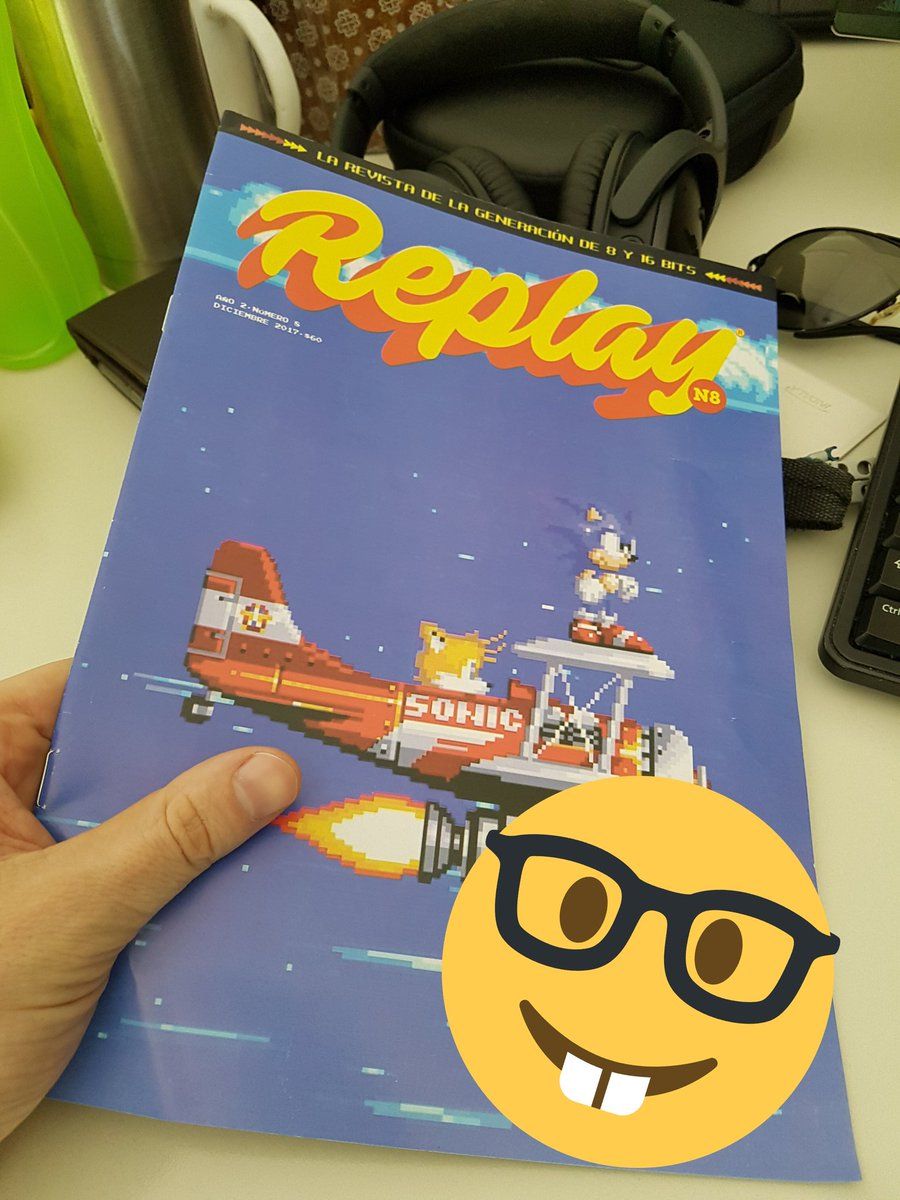 LA REVISTA DE LA GENERACIÓN DE 8 Y 16 BITS
Replay
N8
AÑO 2·NÚMERO 5
DICIEMBRE 2017·$60
SONIC
Ctrl